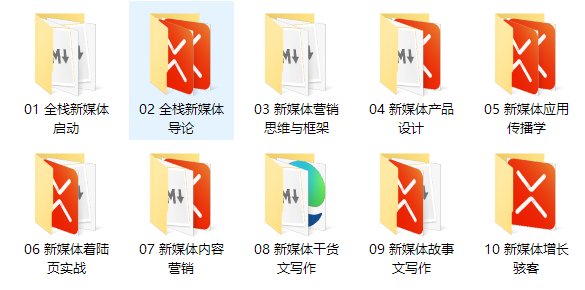 M↓
M↓
01 全栈新媒体
启动
02 全栈新媒体
导论
03 新媒体营销
思维与框架
04 新媒体产品
设计
05 新媒体应用
传播学
M↓
M↓
06 新媒体着陆
页实战
07 新媒体内容
营销
08 新媒体干货
文写作
09 新媒体故事
文写作
10 新媒体增长
骇客